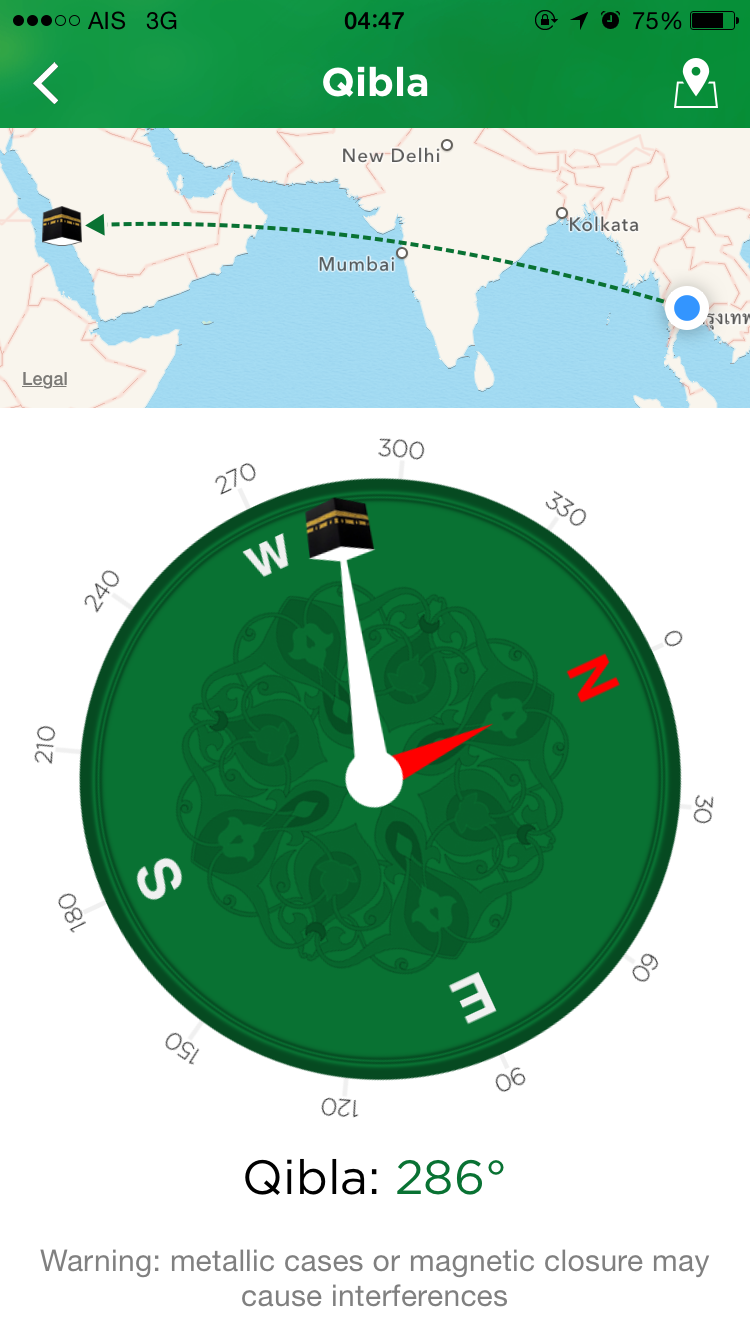 AIS 3G 04:47 75%
Qibla
New Delhi
Kolkata
Mumbai
รุงเทพ
Legal
300
270
330
W
240
0
N
210
30
S
180
60
E
150
90
120
Qibla: 286°
Warning: metallic cases or magnetic closure may
cause interferences